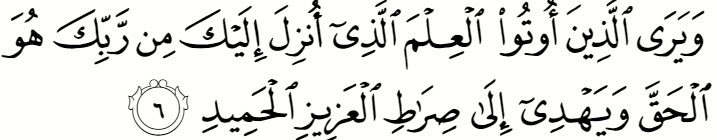 وَيَرَى ٱلَّذِينَ أُوتُوا۟ ٱلْعِلْمَ ٱلَّذِىٓ أُنزِلَ إِلَيْكَ مِن رَّبِّكَ هُوَ
ٱلْحَقَّ وَيَهْدِىٓ إِلَىٰ صِرَٰطِ ٱلْعَزِيزِ ٱلْحَمِيدِ ٦